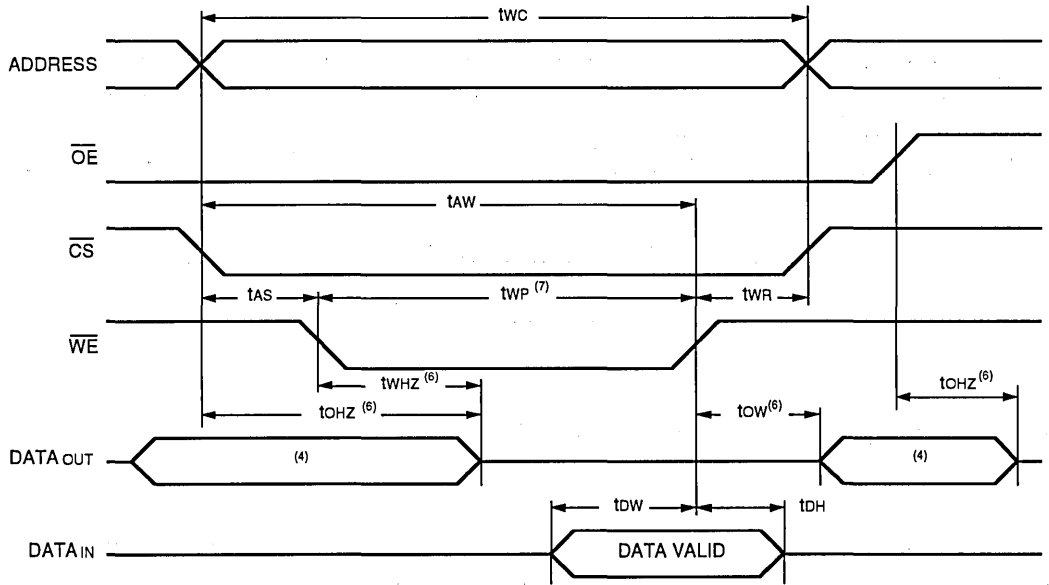 tWC
ADDRESS
OE
tAW
CS
tAS tWP (7) tWR
WE
tWHZ (6) tOHZ (6)
tOHZ (6) tOW (6)
DATA OUT (4) (4)
tDW tDH
DATA IN DATA VALID